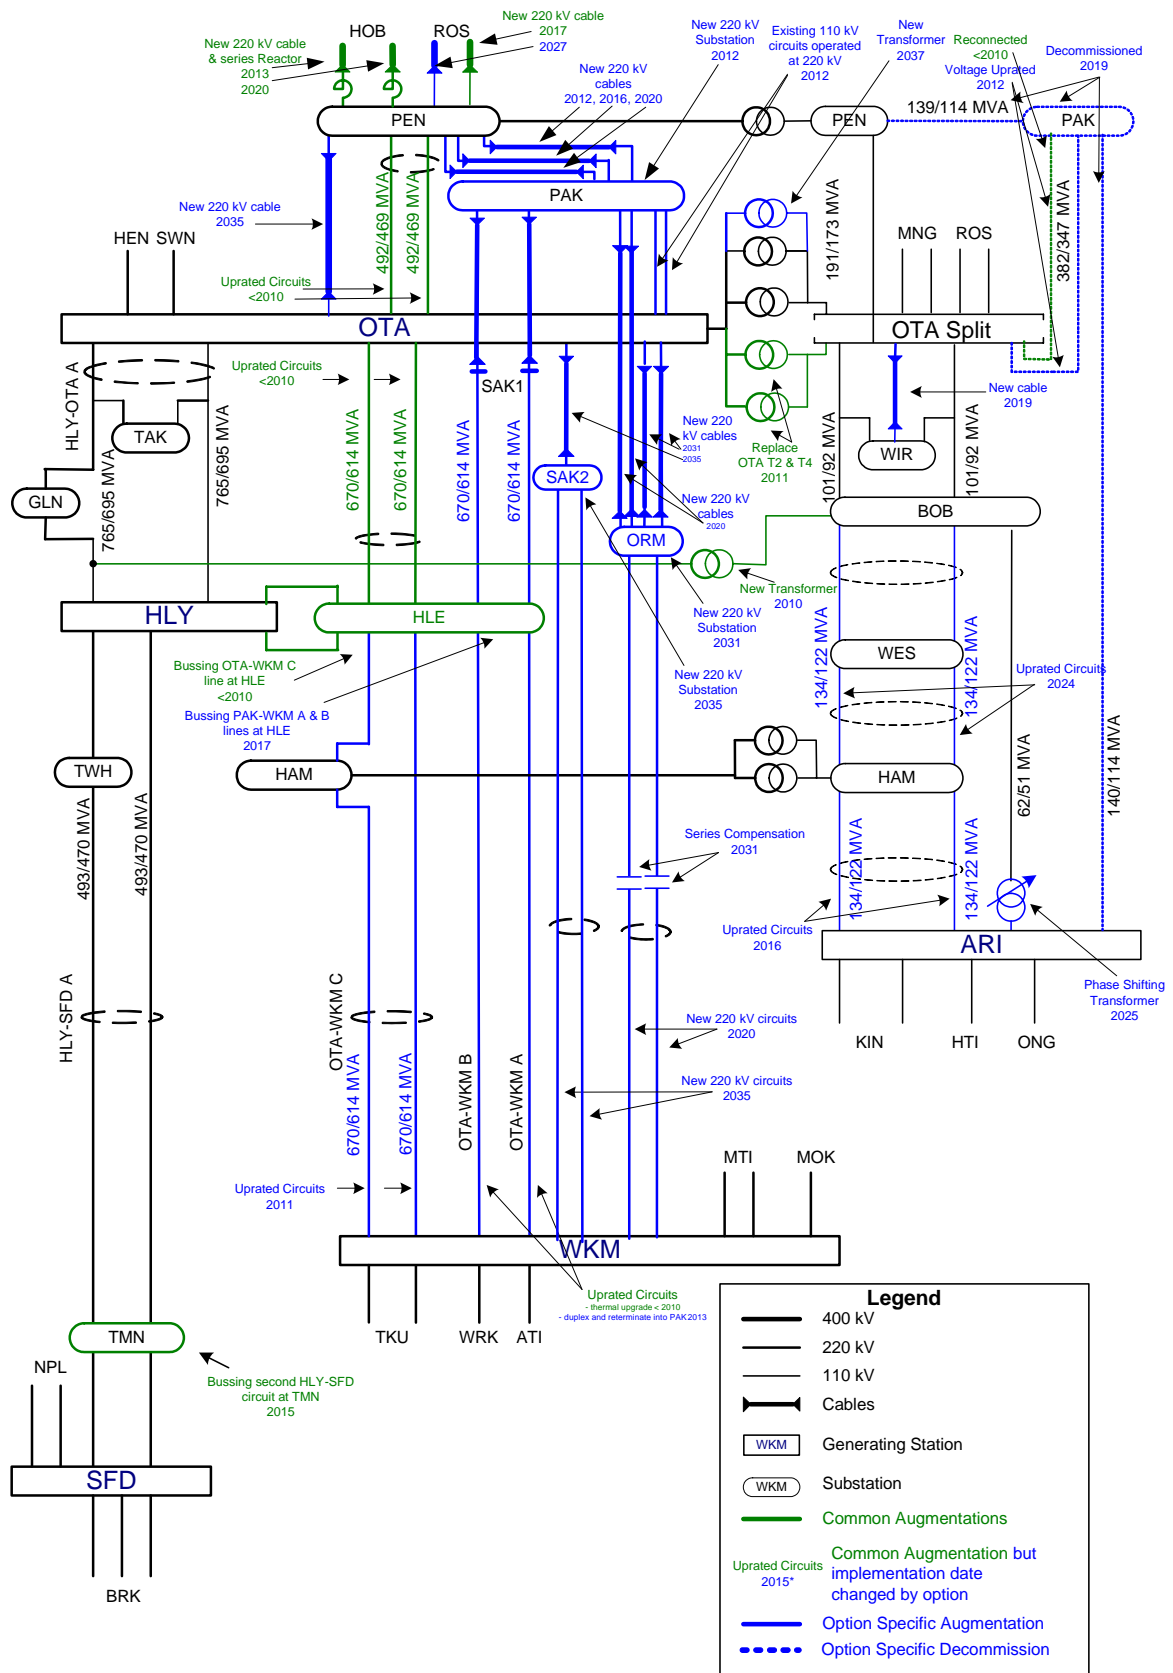 HOB
ROS
New 220 kV cable
2017
2027
New 220 kV cable
& series Reactor
2013
2020
New 220 kV
Substation
2012
Existing 110 kV
circuits operated
at 220 kV
2012
New
Transformer
2037
Reconnected
<2010
Voltage Uprated
2012
Decommissioned
2019
New 220 kV
cables
2012, 2016, 2020
139/114 MVA
PEN
PEN
PAK
PAK
New 220 kV cable
2035
492/469 MVA
492/469 MVA
191/173 MVA
382/347 MVA
HEN SWN
MNG
ROS
Uprated Circuits
<2010
OTA
OTA Split
HLY-OTA A
Uprated Circuits
<2010
SAK1
New cable
2019
TAK
765/695 MVA
765/695 MVA
670/614 MVA
670/614 MVA
670/614 MVA
670/614 MVA
New 220
kV cables
2031
2035
Replace
OTA T2 & T4
2011
101/92 MVA
101/92 MVA
WIR
SAK2
GLN
New 220 kV
cables
2020
BOB
ORM
New Transformer
2010
HLY
HLE
New 220 kV
Substation
2031
134/122 MVA
134/122 MVA
WES
Bussing OTA-WKM C
line at HLE
<2010
New 220 kV
Substation
2035
Uprated Circuits
2024
Bussing PAK-WKM A & B
lines at HLE
2017
TWH
HAM
HAM
62/51 MVA
140/114 MVA
493/470 MVA
493/470 MVA
Series Compensation
2031
134/122 MVA
134/122 MVA
Uprated Circuits
2016
ARI
HLY-SFD A
OTA-WKM C
Phase Shifting
Transformer
2025
New 220 kV circuits
2020
KIN
HTI
ONG
OTA-WKM B
OTA-WKM A
New 220 kV circuits
2035
670/614 MVA
670/614 MVA
MTI
MOK
Uprated Circuits
2011
WKM
Uprated Circuits
- thermal upgrade < 2010
- duplex and reterminate into PAK 2013
TKU
WRK
ATI
TMN
NPL
Bussing second HLY-SFD
circuit at TMN
2015
SFD
BRK
Legend
400 kV
220 kV
110 kV
Cables
WKM
Generating Station
WKM
Substation
Common Augmentations
Uprated Circuits
2015*
Common Augmentation but
implementation date
changed by option
Option Specific Augmentation
Option Specific Decommission